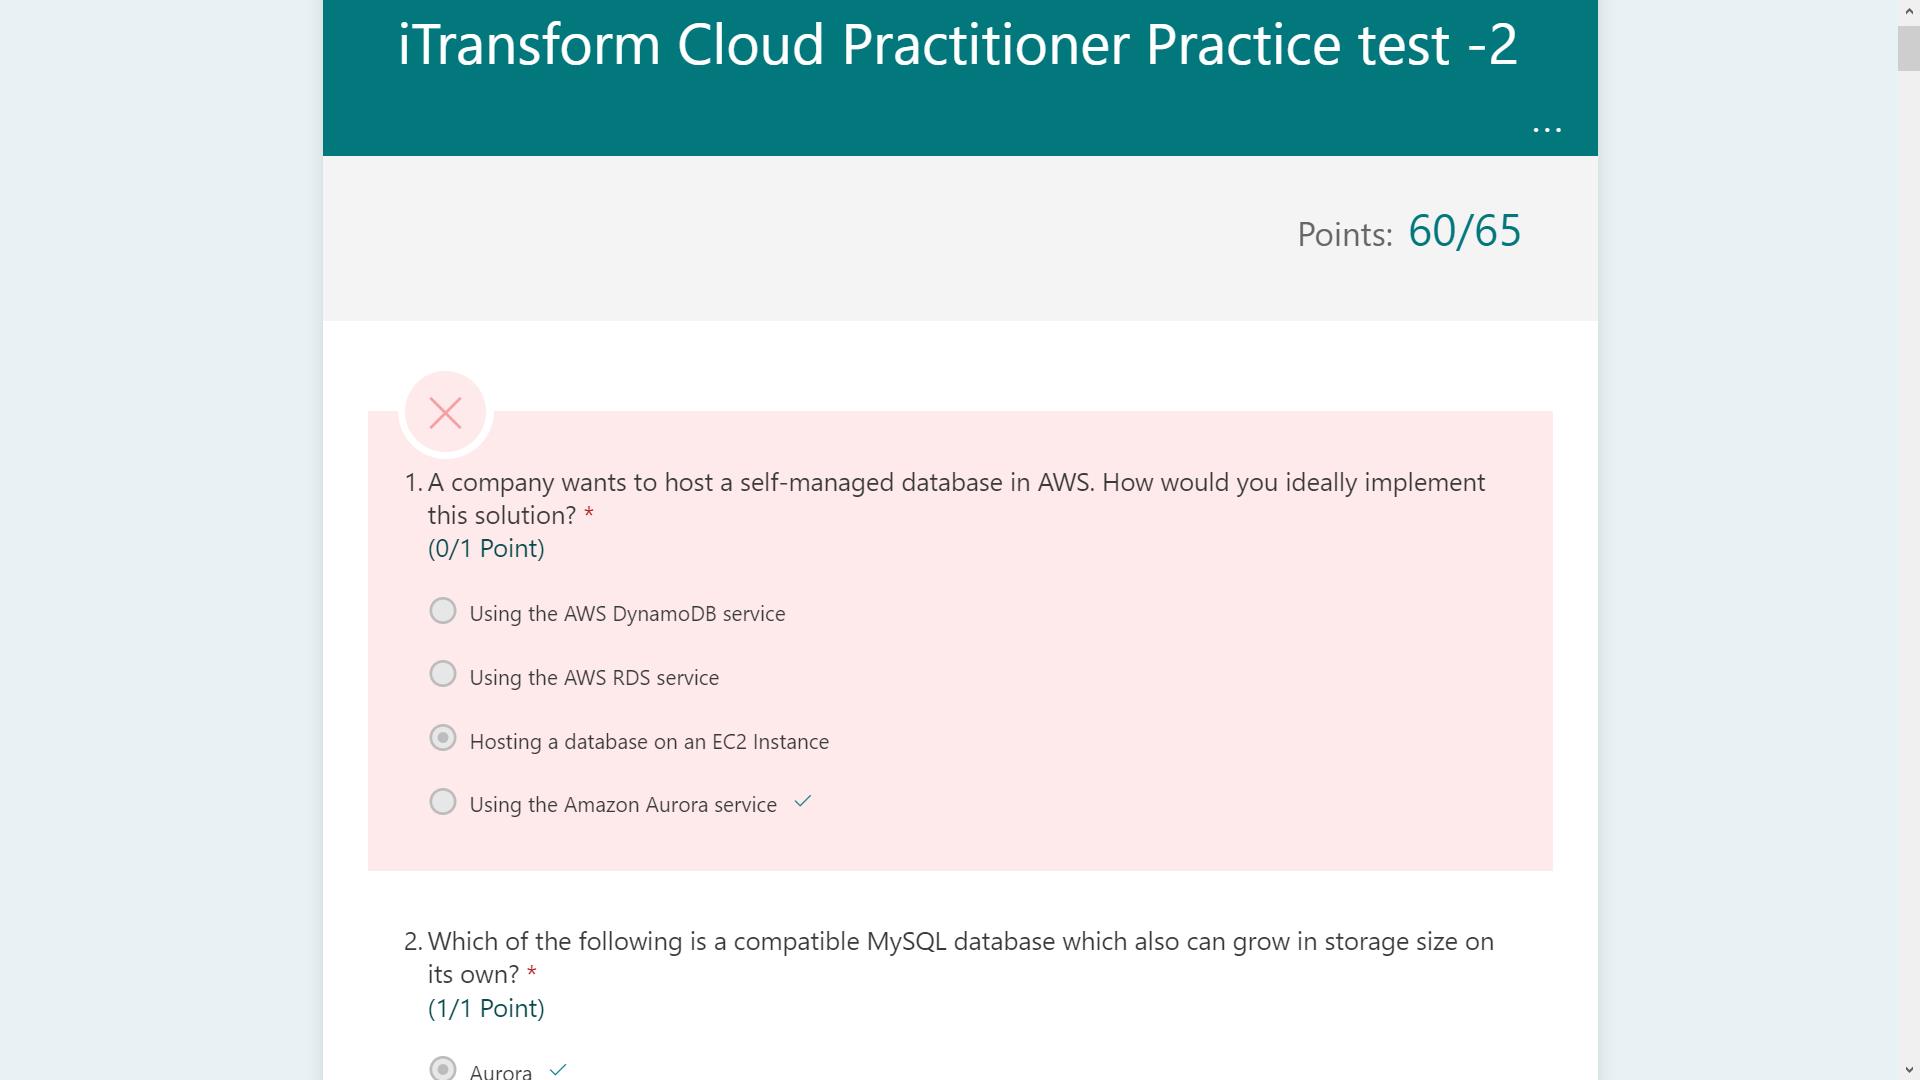 iTransform Cloud Practitioner Practice test -2
...
Points: 60/65
1. A company wants to host a self-managed database in AWS. How would you ideally implement
this solution? *
(0/1 Point)
Using the AWS DynamoDB service
Using the AWS RDS service
Hosting a database on an EC2 Instance
Using the Amazon Aurora service
2. Which of the following is a compatible MySQL database which also can grow in storage size on
its own? *
(1/1 Point)
Aurora